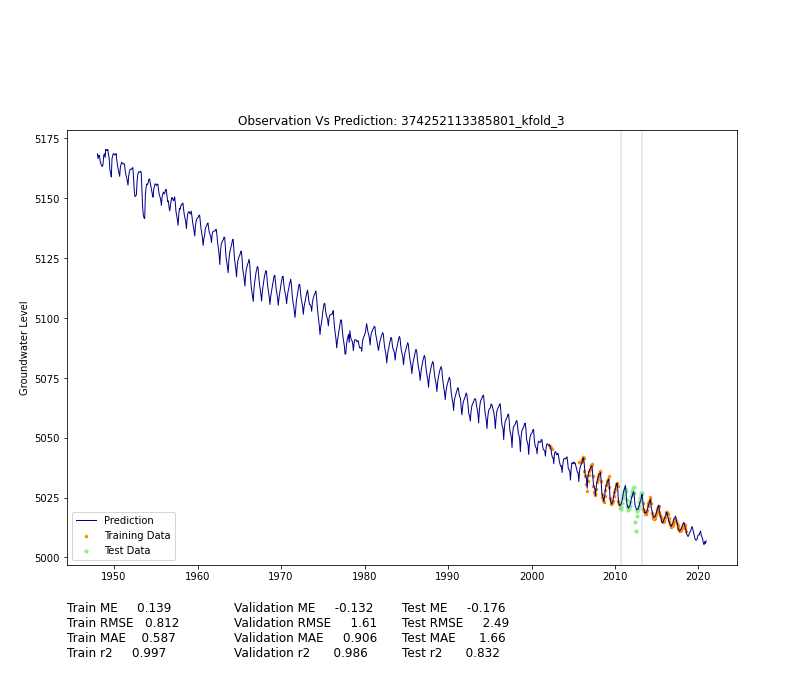 Observation Vs Prediction: 374252113385801_kfold_3
5175
5150
5125
5100
5075
5050
5025
5000
Groundwater Level
Prediction
Training Data
Test Data
1950 1960 1970 1980 1990 2000 2010 2020
Train ME 0.139 Validation ME -0.132 Test ME -0.176
Train RMSE 0.812 Validation RMSE 1.61 Test RMSE 2.49
Train MAE 0.587 Validation MAE 0.906 Test MAE 1.66
Train r2 0.997 Validation r2 0.986 Test r2 0.832